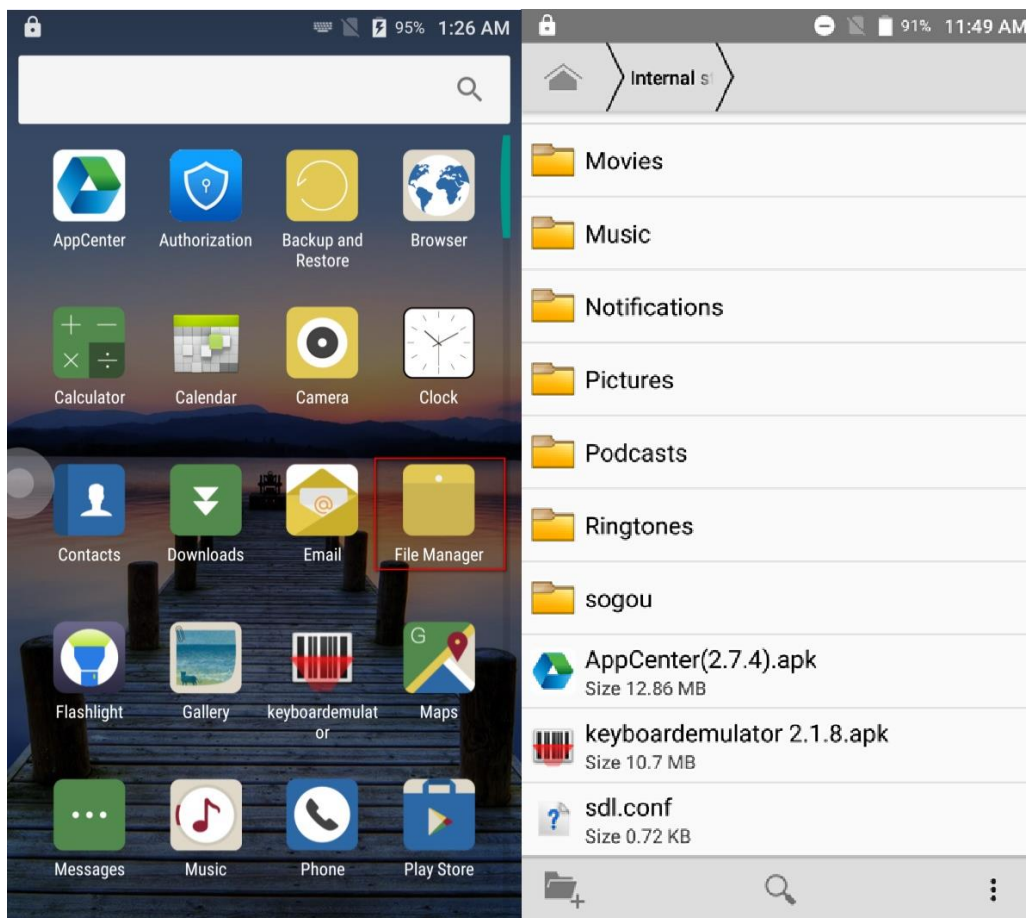 95% 1:26 AM
AppCenter
Authorization
Backup and
Restore
Browser
Calculator
Calendar
Camera
Clock
Contacts
Downloads
@
Email
File Manager
Flashlight
Gallery
keyboardemulat
or
G
Maps
Messages
Music
Phone
Play Store
91% 11:49 AM
Internal s
Movies
Music
Notifications
Pictures
Podcasts
Ringtones
sogou
AppCenter(2.7.4).apk
Size 12.86 MB
keyboardemulator 2.1.8.apk
Size 10.7 MB
?
sdl.conf
Size 0.72 KB